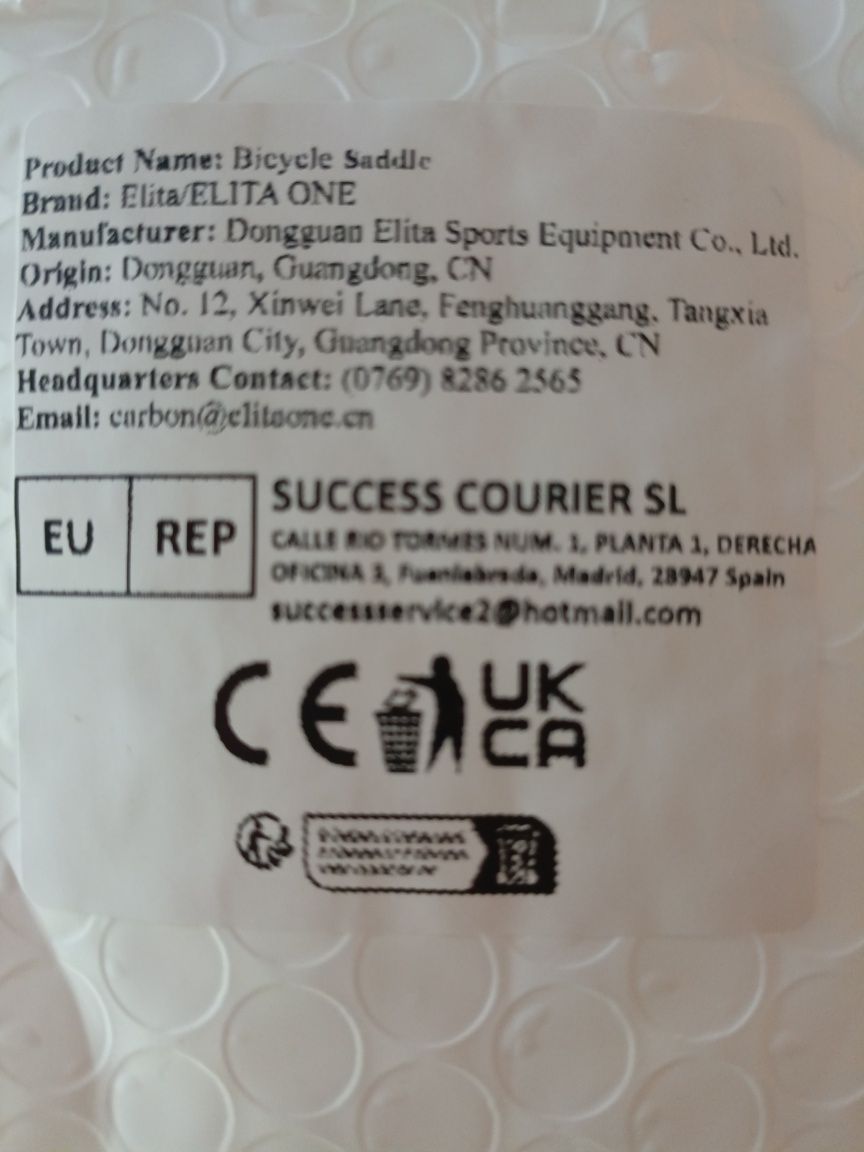 Product Name: Bicycle Saddle
Brand: Elita/ELITA ONE
Manufacturer: Dongguan Elita Sports Equipment Co., Ltd.
Origin: Dongguan, Guangdong, CN
Address: No. 12, Xinwei Lane, Fenghuanggang, Tangxia
Town, Dongguan City, Guangdong Province, CN
Headquarters Contact: (0769) 8286 2565
Email: carbon@elitaone.cn
EU REP
SUCCESS COURIER SL
CALLE RIO TORMES NUM. 1, PLANTA 1, DERECHA
OFICINA 3, Fuenlabrada, Madrid, 28947 Spain
successservice2@hotmail.com
CE
UK
CA